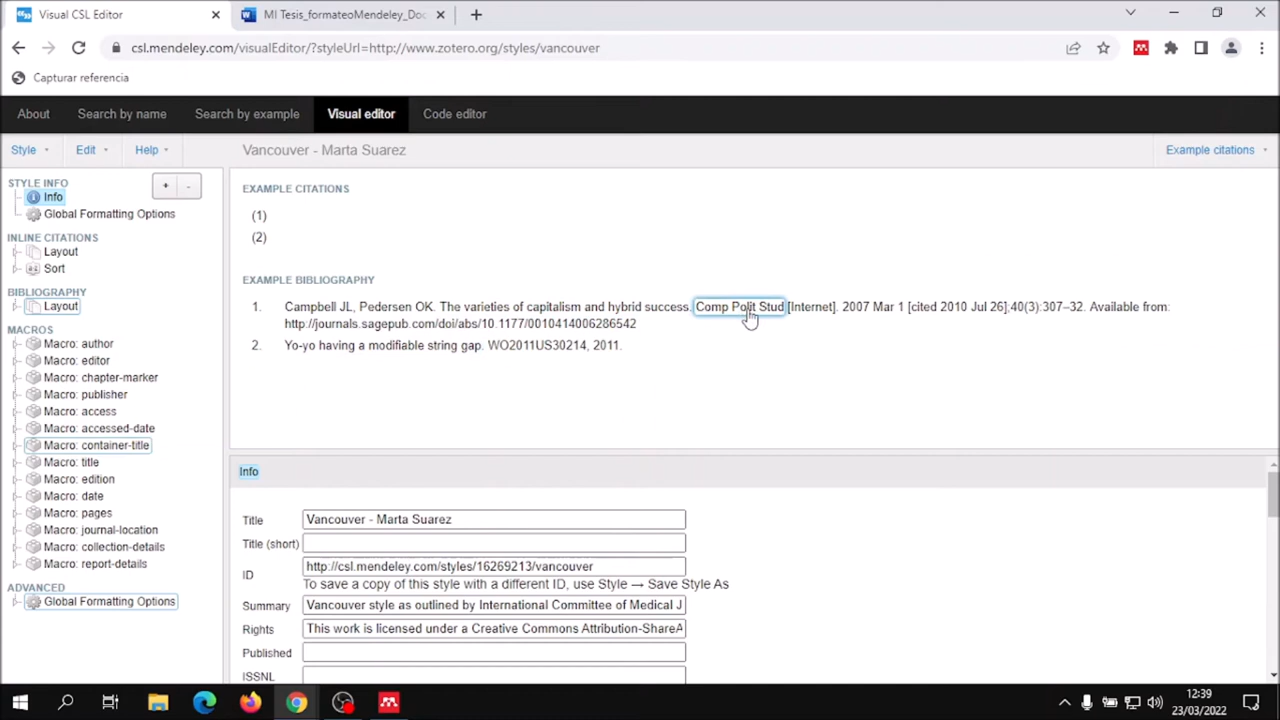 Visual CSL Editor
MI Tesis_formateoMendeley_Doc
csl.mendeley.com/visualEditor/?styleUrl=http://www.zotero.org/styles/vancouver
Capturar referencia
About Search by name Search by example Visual editor Code editor
Style Edit Help Vancouver - Marta Suarez Example citations
STYLE INFO
+ -
Info
Global Formatting Options
INLINE CITATIONS
Layout
Sort
BIBLIOGRAPHY
Layout
MACROS
Macro: author
Macro: editor
Macro: chapter-marker
Macro: publisher
Macro: access
Macro: accessed-date
Macro: container-title
Macro: title
Macro: edition
Macro: date
Macro: pages
Macro: journal-location
Macro: collection-details
Macro: report-details
ADVANCED
Global Formatting Options
EXAMPLE CITATIONS
(1)
(2)
EXAMPLE BIBLIOGRAPHY
1. Campbell JL, Pedersen OK. The varieties of capitalism and hybrid success. Comp Polit Stud [Internet]. 2007 Mar 1 [cited 2010 Jul 26];40(3):307–32. Available from:
http://journals.sagepub.com/doi/abs/10.1177/0010414006286542
2. Yo-yo having a modifiable string gap. WO2011US30214, 2011.
Info
Title Vancouver - Marta Suarez
Title (short)
ID http://csl.mendeley.com/styles/16269213/vancouver
To save a copy of this style with a different ID, use Style → Save Style As
Summary Vancouver style as outlined by International Committee of Medical J
Rights This work is licensed under a Creative Commons Attribution-ShareA
Published
ISSNL
12:39
23/03/2022